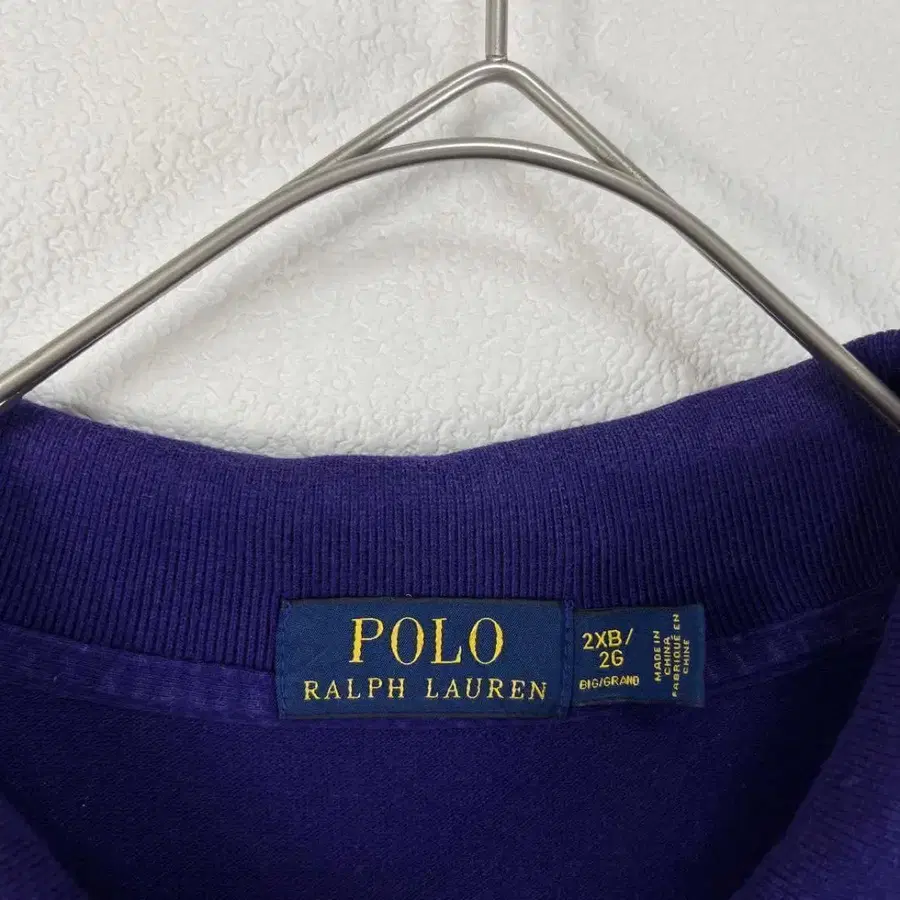 POLO
RALPH LAUREN
2XB/
2G
BIG/GRAND
MADE IN
CHINA
FABRIQUÉ EN
CHINE